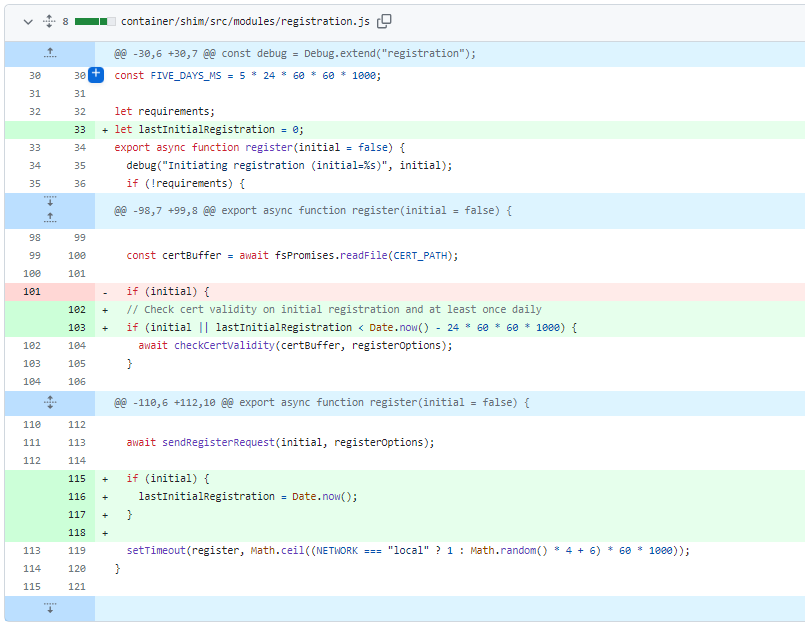 8 container/shim/src/modules/registration.js
@@ -30,6 +30,7 @@ const debug = Debug.extend("registration");
30 30 + const FIVE_DAYS_MS = 5 * 24 * 60 * 60 * 1000;
31 31
32 32 let requirements;
33 + let lastInitialRegistration = 0;
33 34 export async function register(initial = false) {
34 35 debug("Initiating registration (initial=%s)", initial);
35 36 if (!requirements) {
@@ -98,7 +99,8 @@ export async function register(initial = false) {
98 99
99 100 const certBuffer = await fsPromises.readFile(CERT_PATH);
100 101
101 - if (initial) {
102 + // Check cert validity on initial registration and at least once daily
103 + if (initial || lastInitialRegistration < Date.now() - 24 * 60 * 60 * 1000) {
102 104 await checkCertValidity(certBuffer, registerOptions);
103 105 }
104 106
@@ -110,6 +112,10 @@ export async function register(initial = false) {
110 112
111 113 await sendRegisterRequest(initial, registerOptions);
112 114
115 + if (initial) {
116 + lastInitialRegistration = Date.now();
117 + }
118 +
113 119 setTimeout(register, Math.ceil((NETWORK === "local" ? 1 : Math.random() * 4 + 6) * 60 * 1000));
114 120 }
115 121